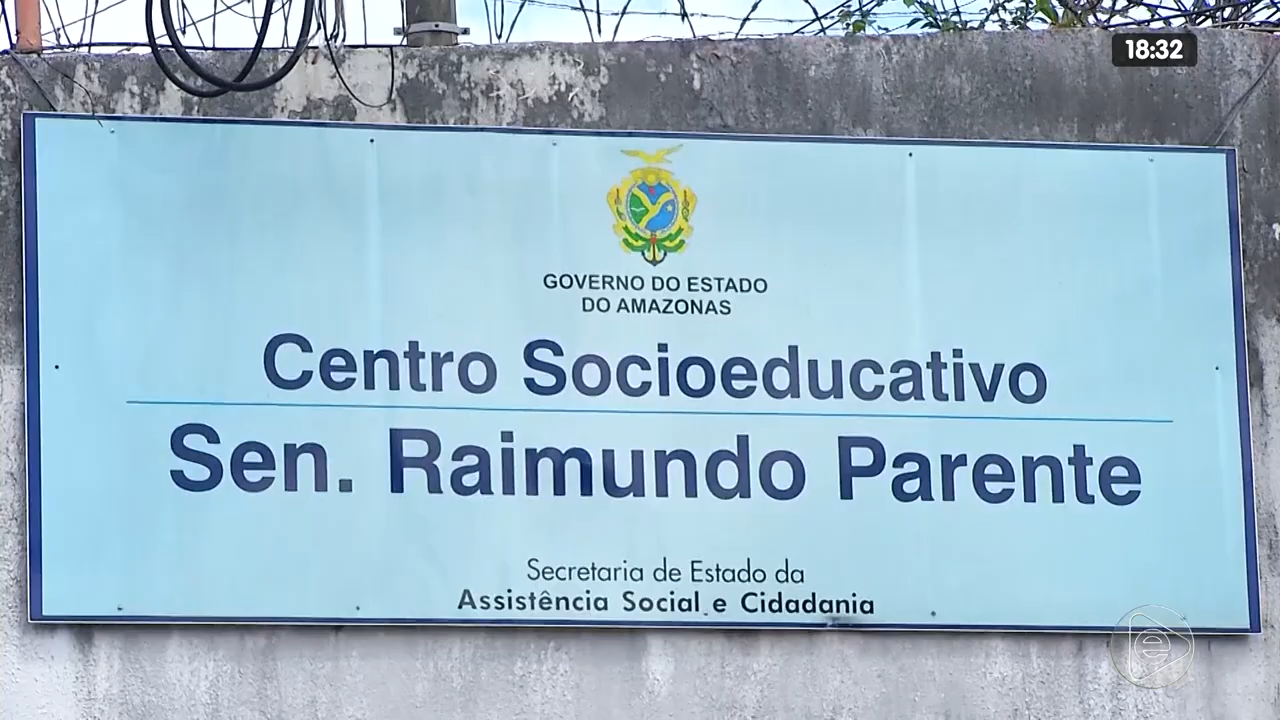 18:32
GOVERNO DO ESTADO
DO AMAZONAS
Centro Socioeducativo
Sen. Raimundo Parente
Secretaria de Estado da
Assistência Social e Cidadania
e